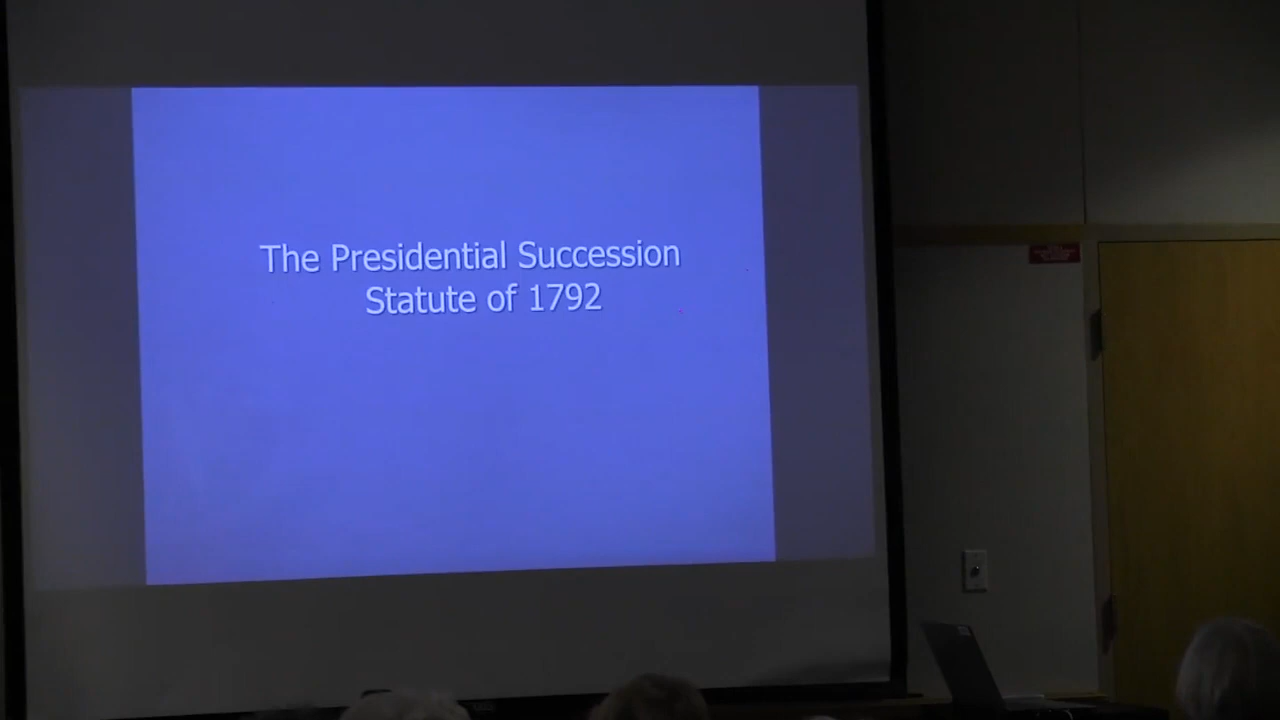 The Presidential Succession
Statute of 1792